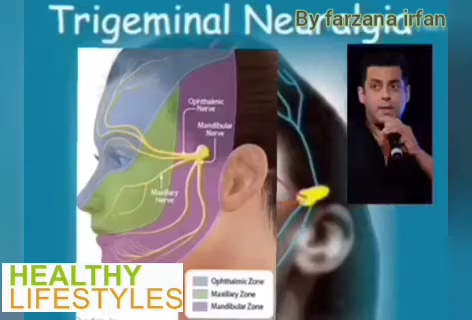 Trigeminal Neuralgia
By farzana irfan
Ophthalmic
Nerve
Mandibular
Nerve
Maxillary
Nerve
HEALTHY
LIFESTYLES
Ophthalmic Zone
Maxillary Zone
Mandibular Zone